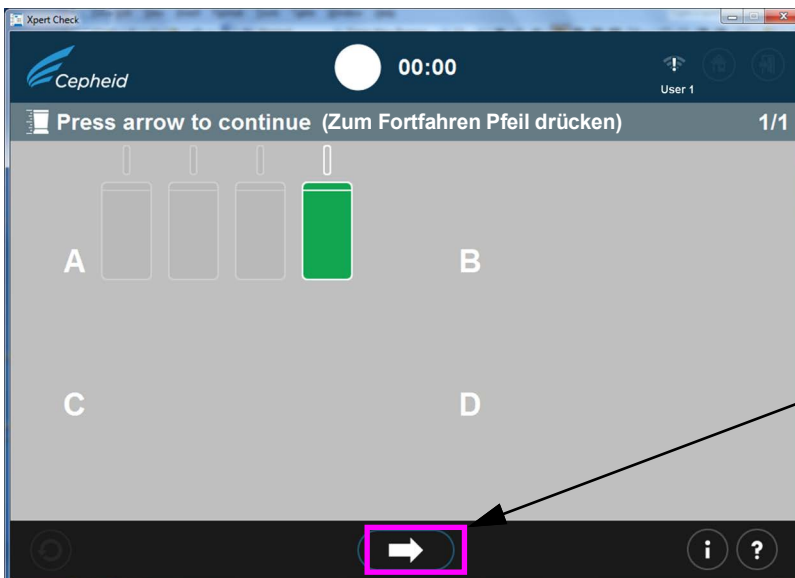 Xpert Check
Cepheid
00:00
User 1
Press arrow to continue (Zum Fortfahren Pfeil drücken)
1/1
A
B
C
D
i
?